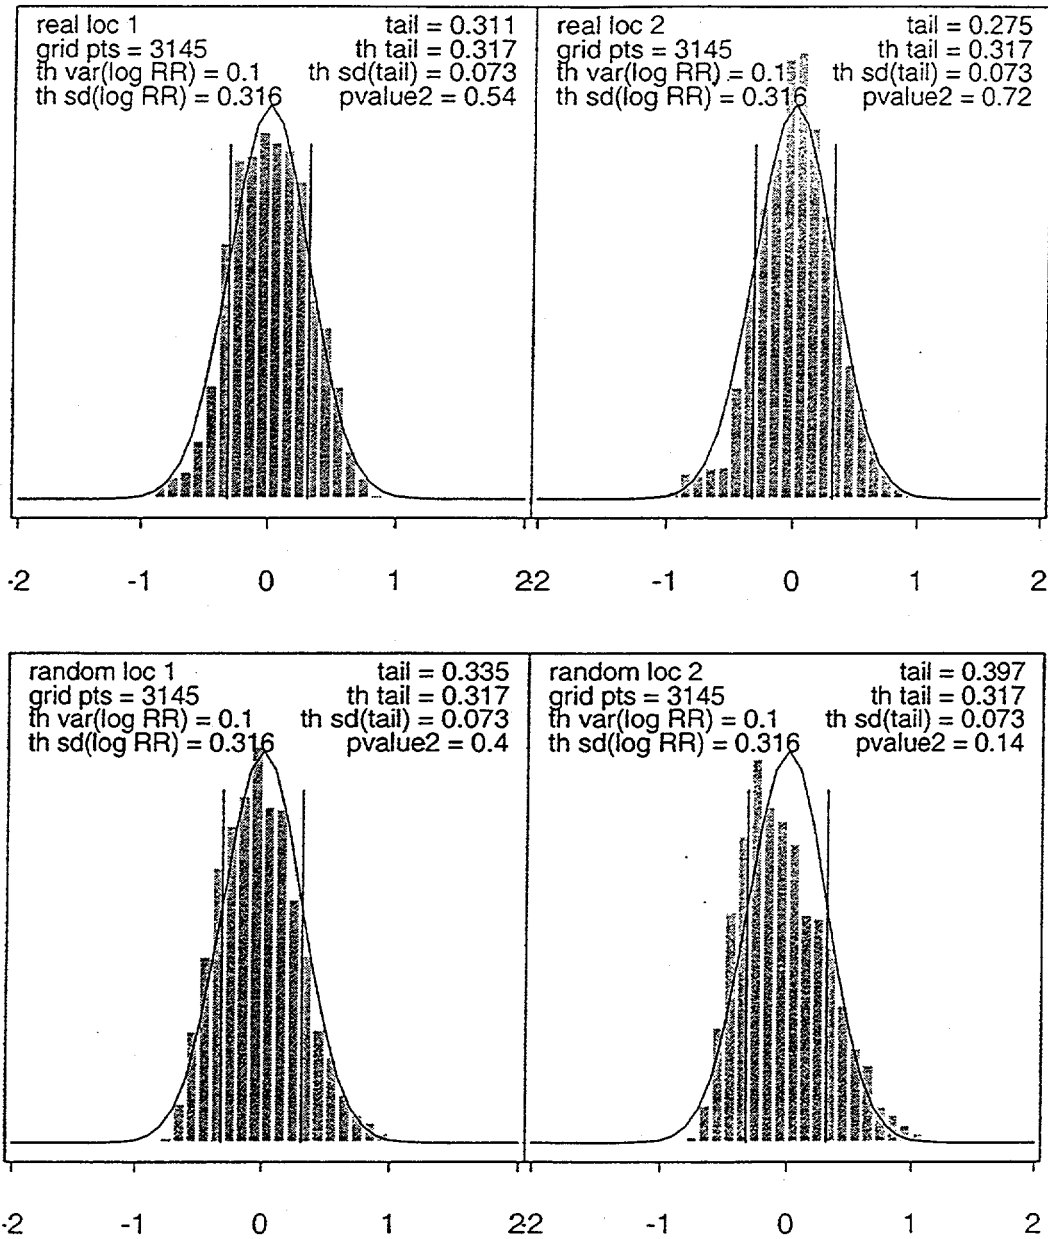 real loc 1 tail = 0.311
grid pts = 3145 th tail = 0.317
th var(log RR) = 0.1 th sd(tail) = 0.073
th sd(log RR) = 0.316 pvalue2 = 0.54
real loc 2 tail = 0.275
grid pts = 3145 th tail = 0.317
th var(log RR) = 0.1 th sd(tail) = 0.073
th sd(log RR) = 0.316 pvalue2 = 0.72
-2 -1 0 1 2
-2 -1 0 1 2
random loc 1 tail = 0.335
grid pts = 3145 th tail = 0.317
th var(log RR) = 0.1 th sd(tail) = 0.073
th sd(log RR) = 0.316 pvalue2 = 0.4
random loc 2 tail = 0.397
grid pts = 3145 th tail = 0.317
th var(log RR) = 0.1 th sd(tail) = 0.073
th sd(log RR) = 0.316 pvalue2 = 0.14
-2 -1 0 1 2
-2 -1 0 1 2